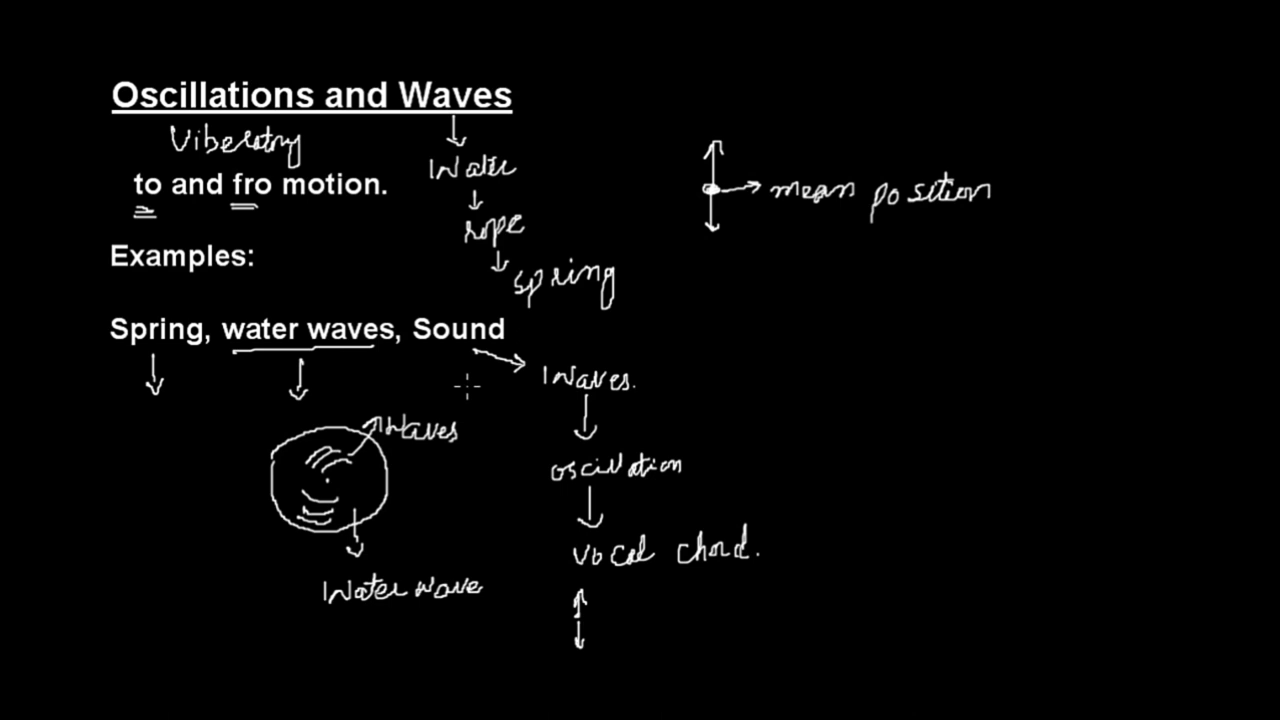 Oscillations and Waves
Viberatry
Water
to and fro motion.
mean position
rope
Examples:
Spring
Spring, water waves, Sound
Waves.
Waves
oscillation
Vocal chord.
Water wave